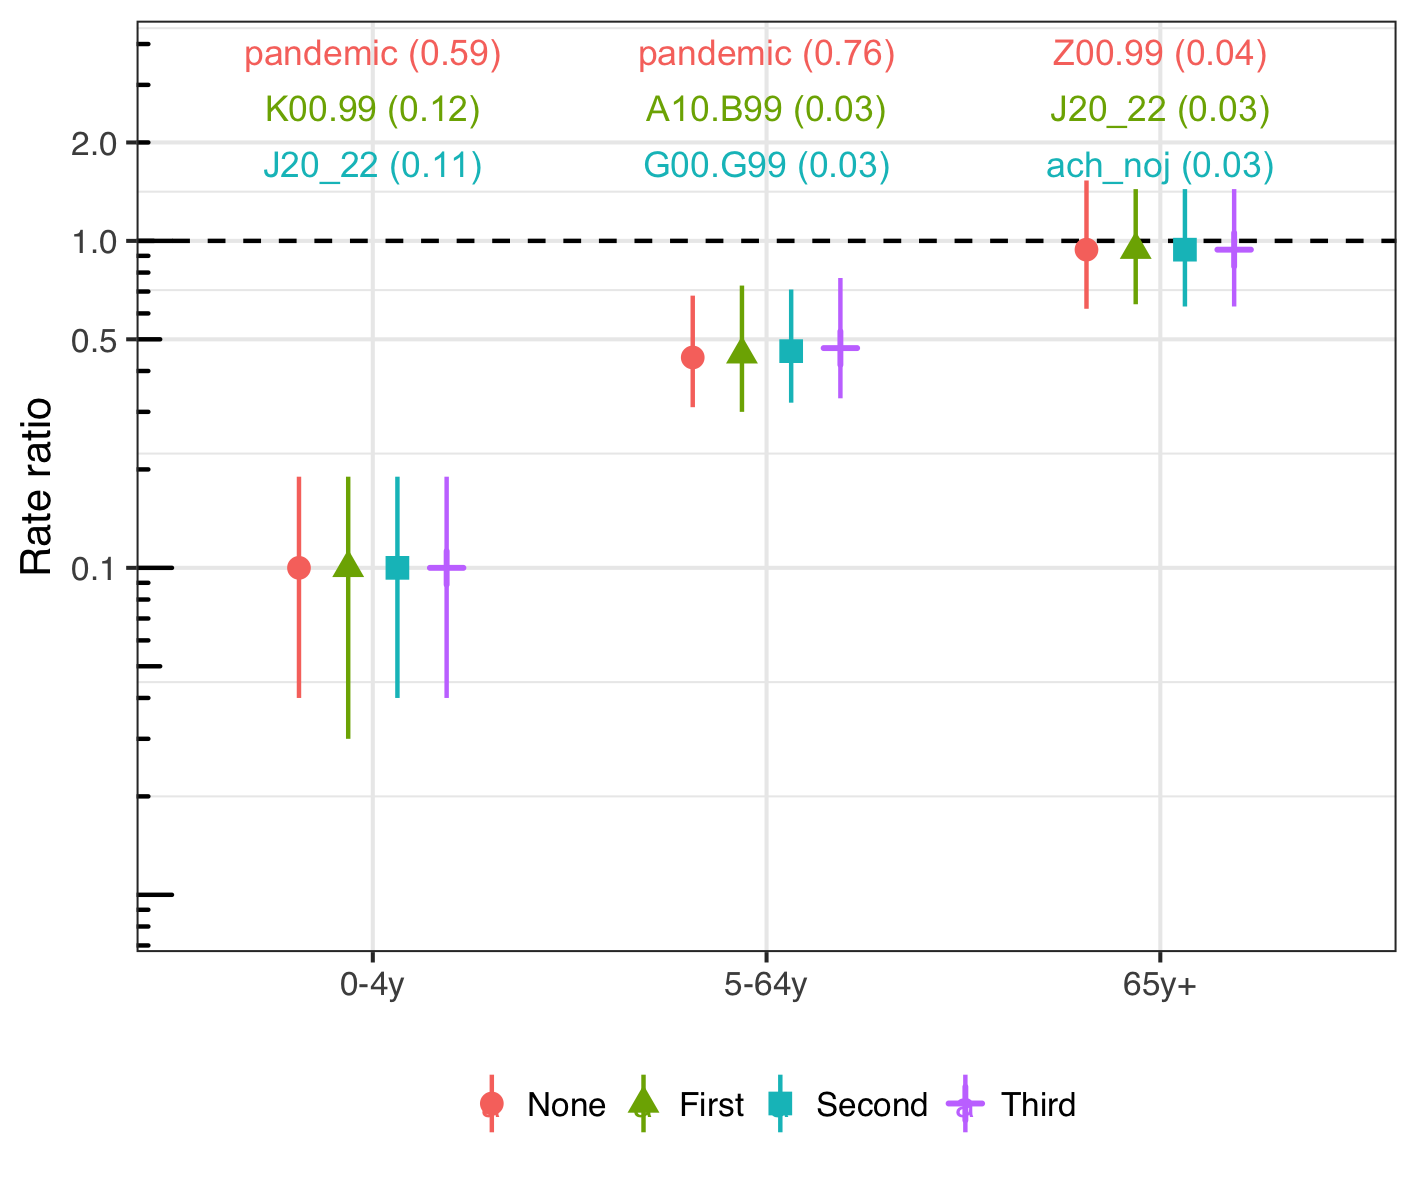 pandemic (0.59) pandemic (0.76) Z00.99 (0.04)
K00.99 (0.12) A10.B99 (0.03) J20_22 (0.03)
J20_22 (0.11) G00.G99 (0.03) ach_noj (0.03)
2.0
1.0
0.5
0.1
Rate ratio
0-4y 5-64y 65y+
None First Second Third